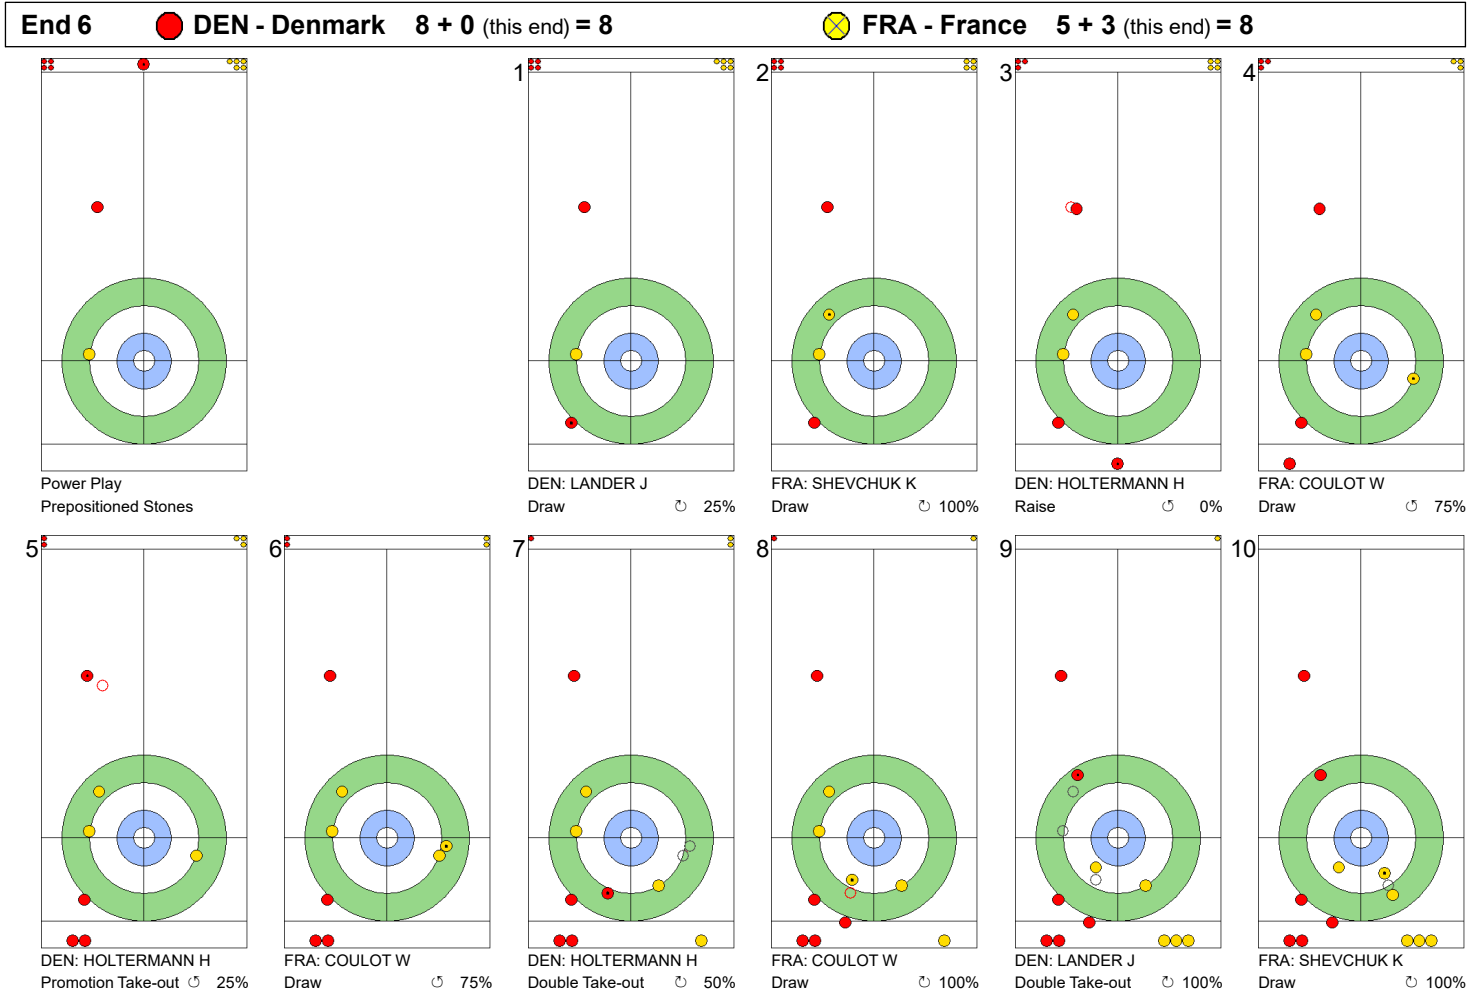 End 6 DEN - Denmark 8 + 0 (this end) = 8 FRA - France 5 + 3 (this end) = 8
1 2 3 4
Power Play DEN: LANDER J FRA: SHEVCHUK K DEN: HOLTERMANN H FRA: COULOT W
Prepositioned Stones Draw ↻ 25% Draw ↻ 100% Raise ↺ 0% Draw ↺ 75%
5 6 7 8 9 10
DEN: HOLTERMANN H FRA: COULOT W DEN: HOLTERMANN H FRA: COULOT W DEN: LANDER J FRA: SHEVCHUK K
Promotion Take-out ↺ 25% Draw ↺ 75% Double Take-out ↻ 50% Draw ↻ 100% Double Take-out ↻ 100% Draw ↺ 100%